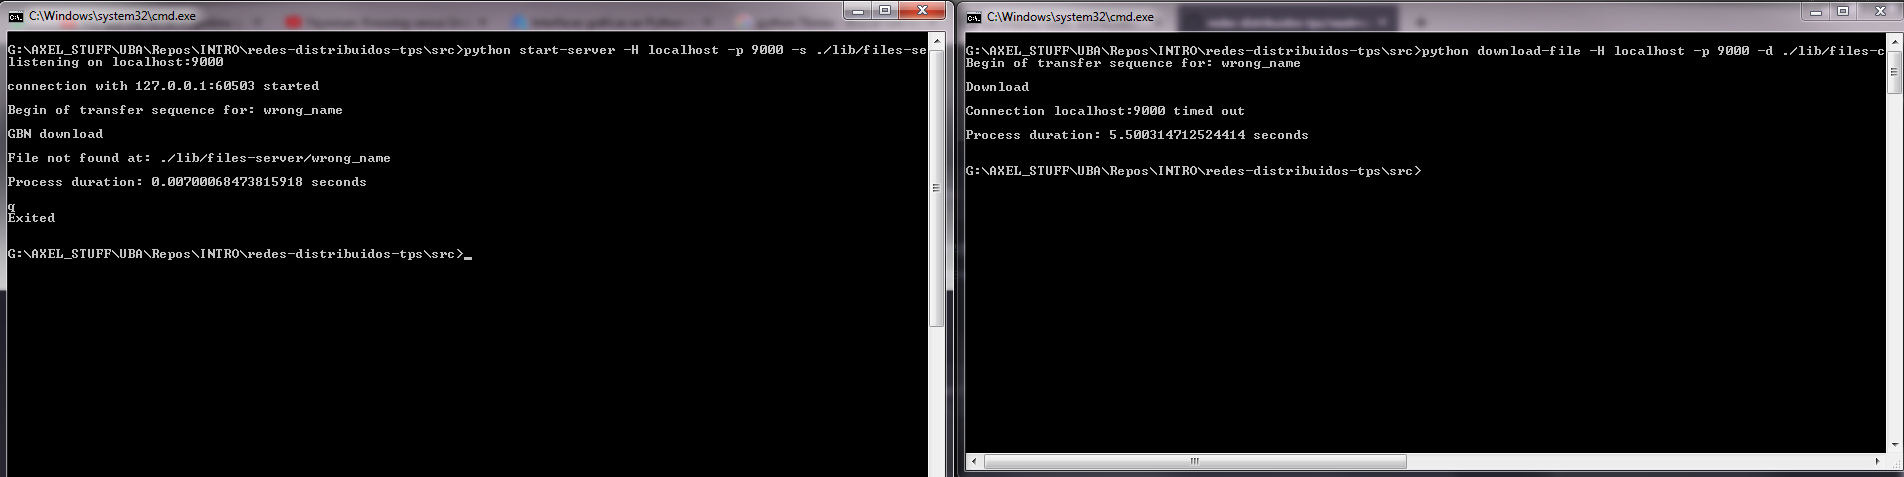 C:\Windows\system32\cmd.exe
G:\AXEL_STUFF\UBA\Repos\INTRO\redes-distribuidos-tps\src>python start-server -H localhost -p 9000 -s ./lib/files-se
listening on localhost:9000
connection with 127.0.0.1:60503 started
Begin of transfer sequence for: wrong_name
GBN download
File not found at: ./lib/files-server/wrong_name
Process duration: 0.00700068473815918 seconds
q
Exited
G:\AXEL_STUFF\UBA\Repos\INTRO\redes-distribuidos-tps\src>
C:\Windows\system32\cmd.exe
G:\AXEL_STUFF\UBA\Repos\INTRO\redes-distribuidos-tps\src>python download-file -H localhost -p 9000 -d ./lib/files-c
Begin of transfer sequence for: wrong_name
Download
Connection localhost:9000 timed out
Process duration: 5.500314712524414 seconds
G:\AXEL_STUFF\UBA\Repos\INTRO\redes-distribuidos-tps\src>